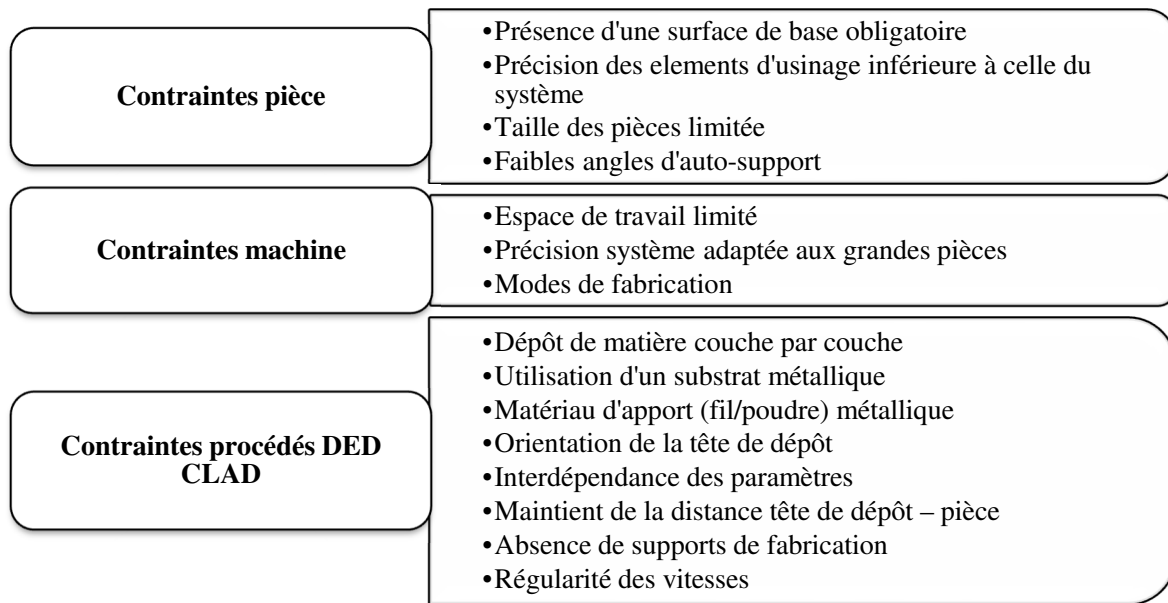 Contraintes pièce
•Présence d'une surface de base obligatoire
•Précision des elements d'usinage inférieure à celle du
système
•Taille des pièces limitée
•Faibles angles d'auto-support
Contraintes machine
•Espace de travail limité
•Précision système adaptée aux grandes pièces
•Modes de fabrication
Contraintes procédés DED
CLAD
•Dépôt de matière couche par couche
•Utilisation d'un substrat métallique
•Matériau d'apport (fil/poudre) métallique
•Orientation de la tête de dépôt
•Interdépendance des paramètres
•Maintient de la distance tête de dépôt – pièce
•Absence de supports de fabrication
•Régularité des vitesses